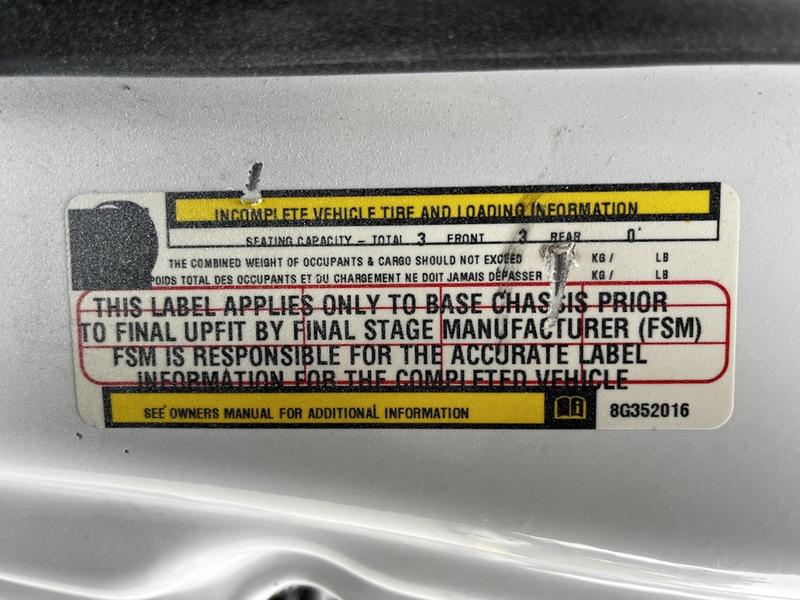 INCOMPLETE VEHICLE TIRE AND LOADING INFORMATION
SEATING CAPACITY - TOTAL 3 FRONT 3 REAR 0
THE COMBINED WEIGHT OF OCCUPANTS & CARGO SHOULD NOT EXCEED KG / LB
POIDS TOTAL DES OCCUPANTS ET DU CHARGEMENT NE DOIT JAMAIS DÉPASSER KG / LB
THIS LABEL APPLIES ONLY TO BASE CHASSIS PRIOR
TO FINAL UPFIT BY FINAL STAGE MANUFACTURER (FSM)
FSM IS RESPONSIBLE FOR THE ACCURATE LABEL
INFORMATION FOR THE COMPLETED VEHICLE
SEE OWNERS MANUAL FOR ADDITIONAL INFORMATION
8G352016